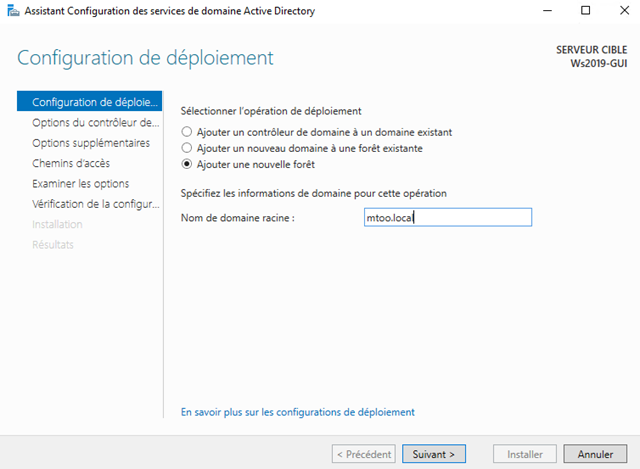 Assistant Configuration des services de domaine Active Directory
Configuration de déploiement
SERVEUR CIBLE
Ws2019-GUI
Configuration de déploie...
Options du contrôleur de...
Options supplémentaires
Chemins d'accès
Examiner les options
Vérification de la configur...
Installation
Résultats
Sélectionner l'opération de déploiement
Ajouter un contrôleur de domaine à un domaine existant
Ajouter un nouveau domaine à une forêt existante
Ajouter une nouvelle forêt
Spécifiez les informations de domaine pour cette opération
Nom de domaine racine : mtoo.local
En savoir plus sur les configurations de déploiement
< Précédent Suivant > Installer Annuler